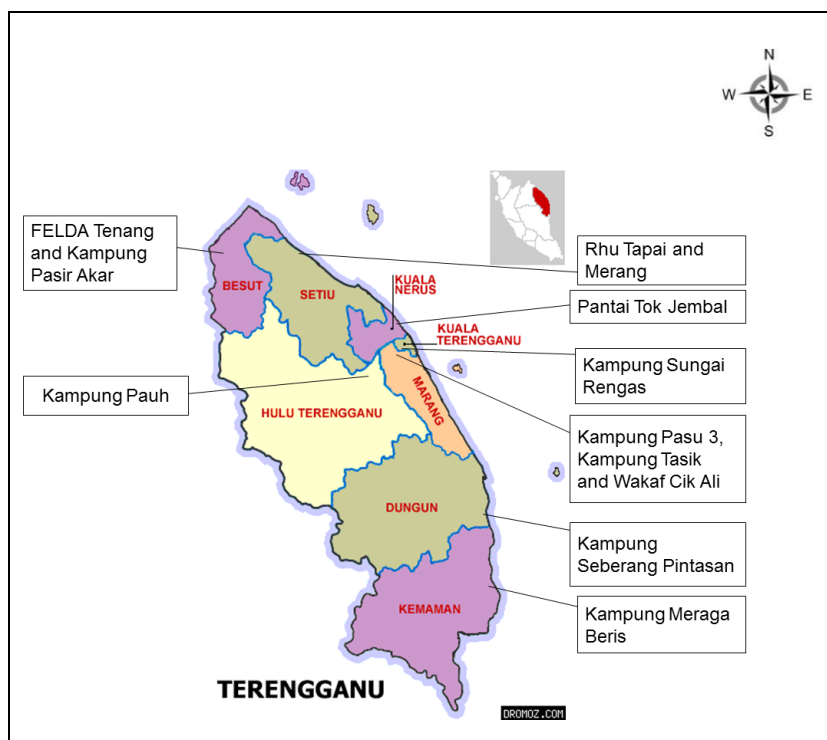 N
W
E
S
FELDA Tenang
and Kampung
Pasir Akar
Rhu Tapai and
Merang
KUALA
NERUS
BESUT
SETIU
Pantai Tok Jembal
KUALA
TERENGGANU
Kampung Sungai
Rengas
Kampung Pauh
HULU TERENGGANU
MARANG
Kampung Pasu 3,
Kampung Tasik
and Wakaf Cik Ali
DUNGUN
Kampung
Seberang Pintasan
KEMAMAN
Kampung Meraga
Beris
TERENGGANU
DROMOZ.COM